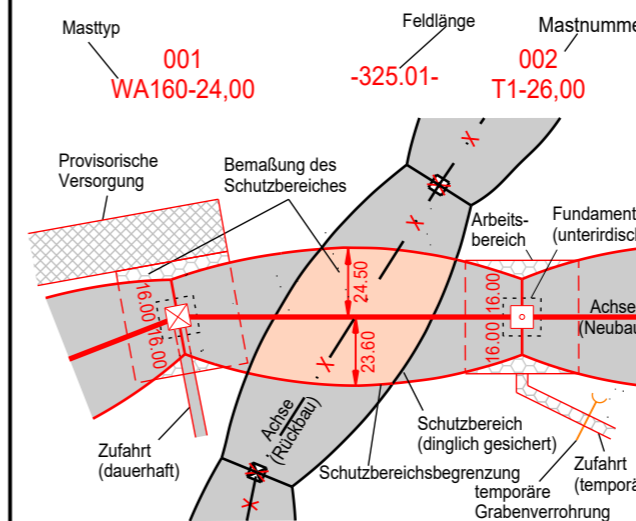 Masttyp
Feldlänge
Mastnumme
001
WA160-24,00
-325.01-
002
T1-26,00
Provisorische
Versorgung
Bemaßung des
Schutzbereiches
Arbeits-
bereich
Fundament
(unterirdisch
16.00
16.00
24.50
23.60
16.00
16.00
Achse
(Neubau
Achse
(Rückbau)
Zufahrt
(dauerhaft)
Schutzbereich
(dinglich gesichert)
Schutzbereichsbegrenzung
temporäre
Grabenverrohrung
Zufahrt
(temporä